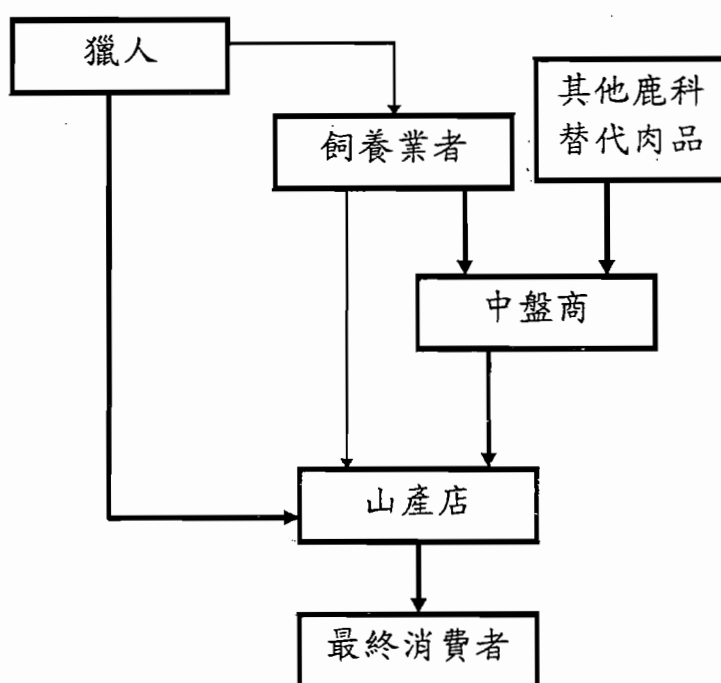 獵人
其他鹿科
替代肉品
飼養業者
中盤商
山產店
最終消費者